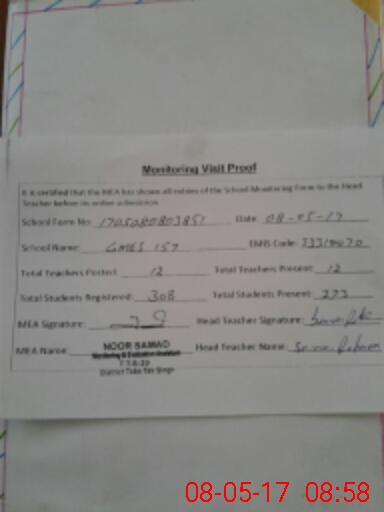 Monitoring Visit Proof
It is certified that the MEA has shown all entries of the School Monitoring Form to the Head
Teacher before its online submission.
School Form No: 1705080803851 Date: 08-05-17
School Name: GMES 157 EMIS Code:
Total Teachers Posted: 12 Total Teachers Present: 12
Total Students Registered: 308 Total Students Present: 273
MEA Signature: Head Teacher Signature:
MEA Name: NOOR SAMAD Head Teacher Name:
Monitoring & Evaluation Assistant
District Toba Tek Singh
08-05-17 08:58